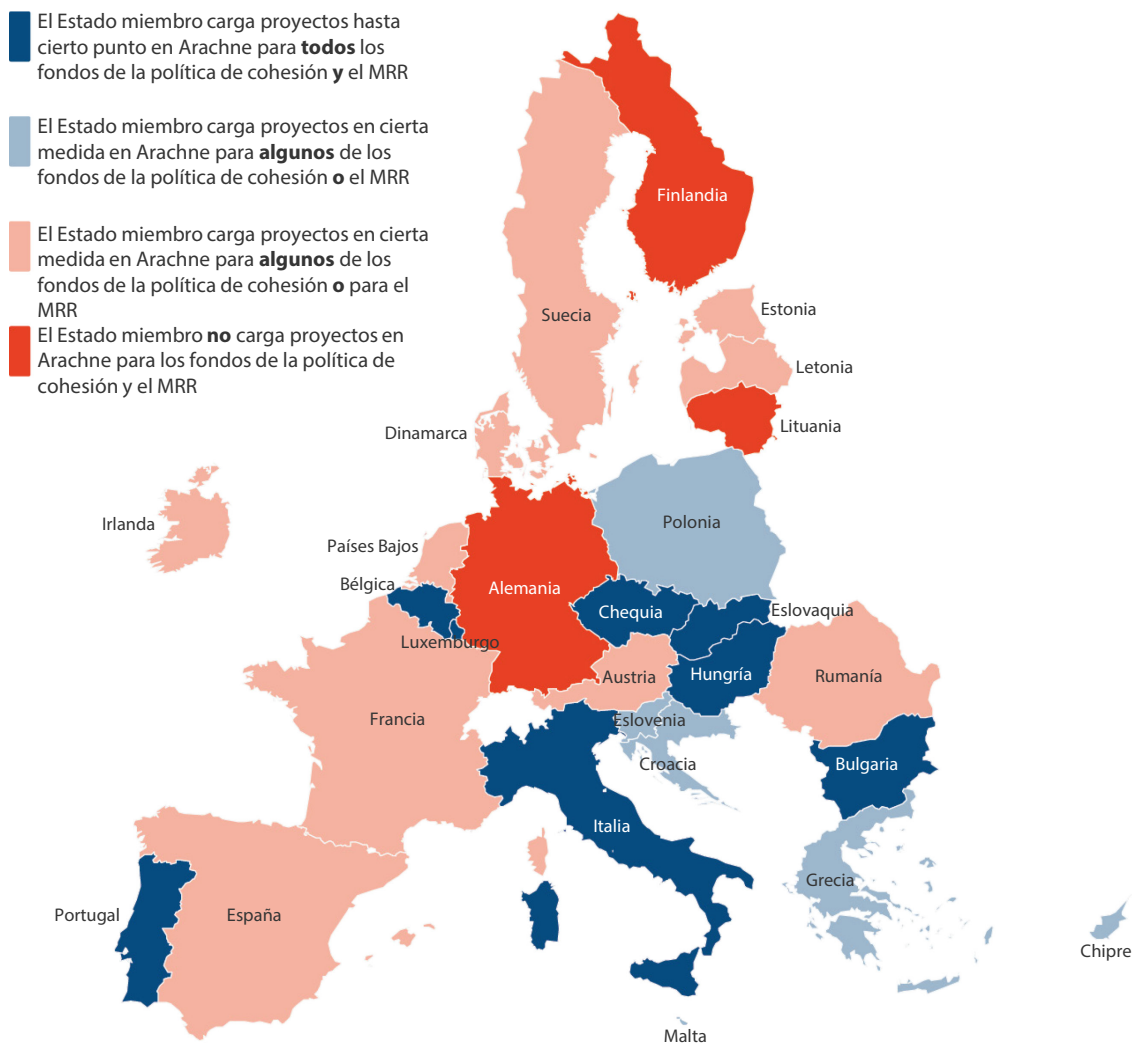 El Estado miembro carga proyectos hasta
cierto punto en Arachne para todos los
fondos de la política de cohesión y el MRR
El Estado miembro carga proyectos en cierta
medida en Arachne para algunos de los
fondos de la política de cohesión o el MRR
El Estado miembro carga proyectos en cierta
medida en Arachne para algunos de los
fondos de la política de cohesión o para el
MRR
El Estado miembro no carga proyectos en
Arachne para los fondos de la política de
cohesión y el MRR
Finlandia
Suecia
Estonia
Letonia
Lituania
Dinamarca
Irlanda
Polonia
Países Bajos
Bélgica
Alemania
Chequia
Eslovaquia
Luxemburgo
Austria
Hungría
Rumanía
Francia
Eslovenia
Croacia
Bulgaria
Italia
Grecia
Portugal
España
Chipre
Malta